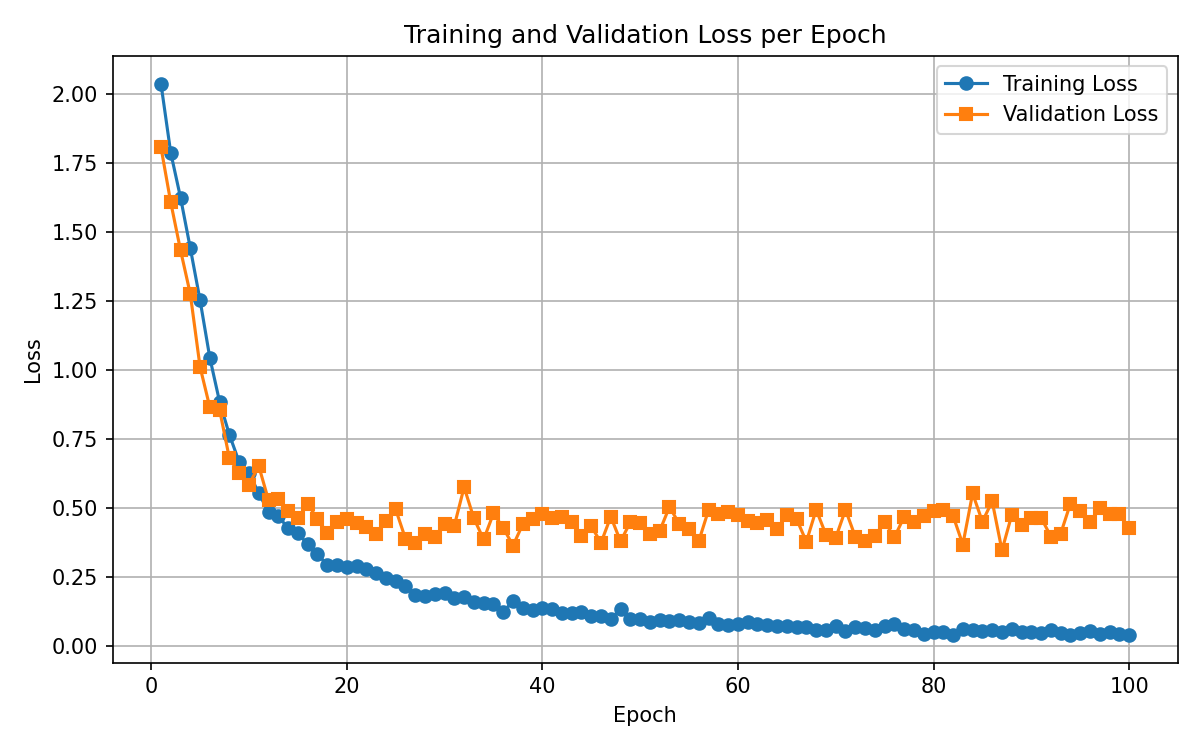 Training and Validation Loss per Epoch
Training Loss
Validation Loss
Loss
2.00
1.75
1.50
1.25
1.00
0.75
0.50
0.25
0.00
0 20 40 60 80 100
Epoch